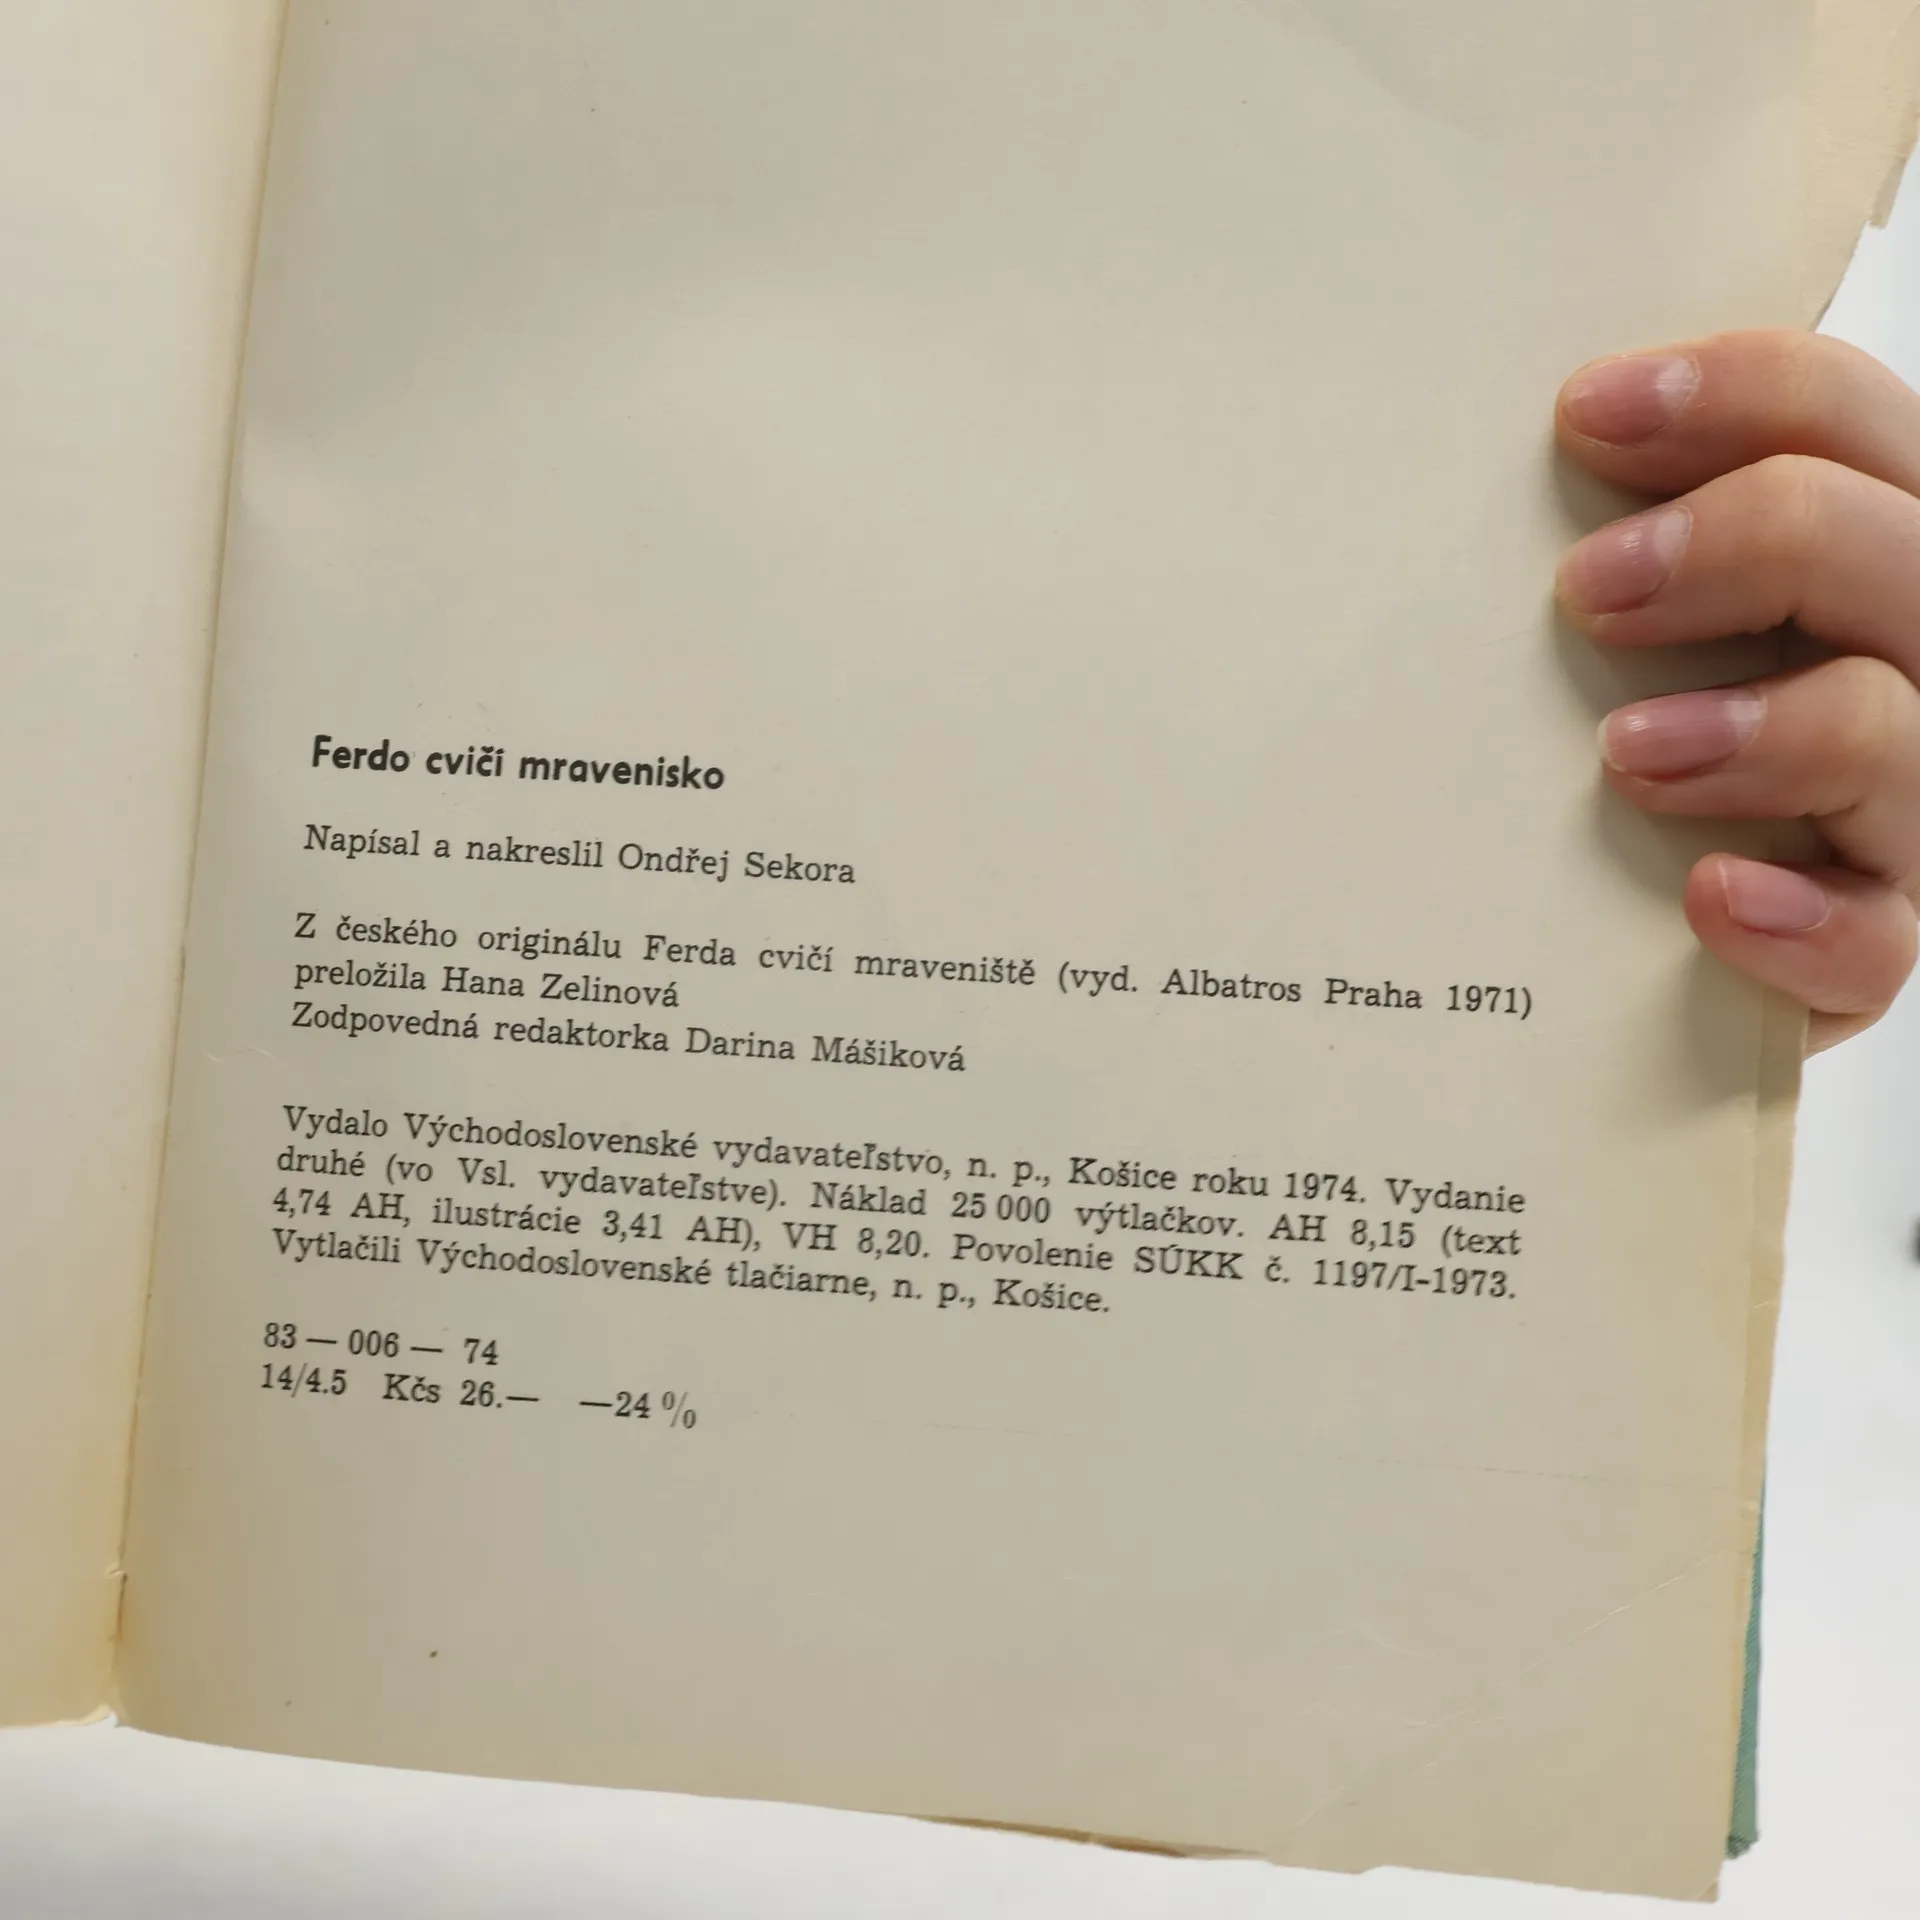 Ferdo cvičí mravenisko
Napísal a nakreslil Ondřej Sekora
Z českého originálu Ferda cvičí mraveniště (vyd. Albatros Praha 1971)
preložila Hana Zelinová
Zodpovedná redaktorka Darina Mášiková
Vydalo Východoslovenské vydavateľstvo, n. p., Košice roku 1974. Vydanie
druhé (vo Vsl. vydavateľstve). Náklad 25 000 výtlačkov. AH 8,15 (text
4,74 AH, ilustrácie 3,41 AH), VH 8,20. Povolenie SÚKK č. 1197/I-1973.
Vytlačili Východoslovenské tlačiarne, n. p., Košice.
83 — 006 — 74
14/4.5 Kčs 26.— —24 %